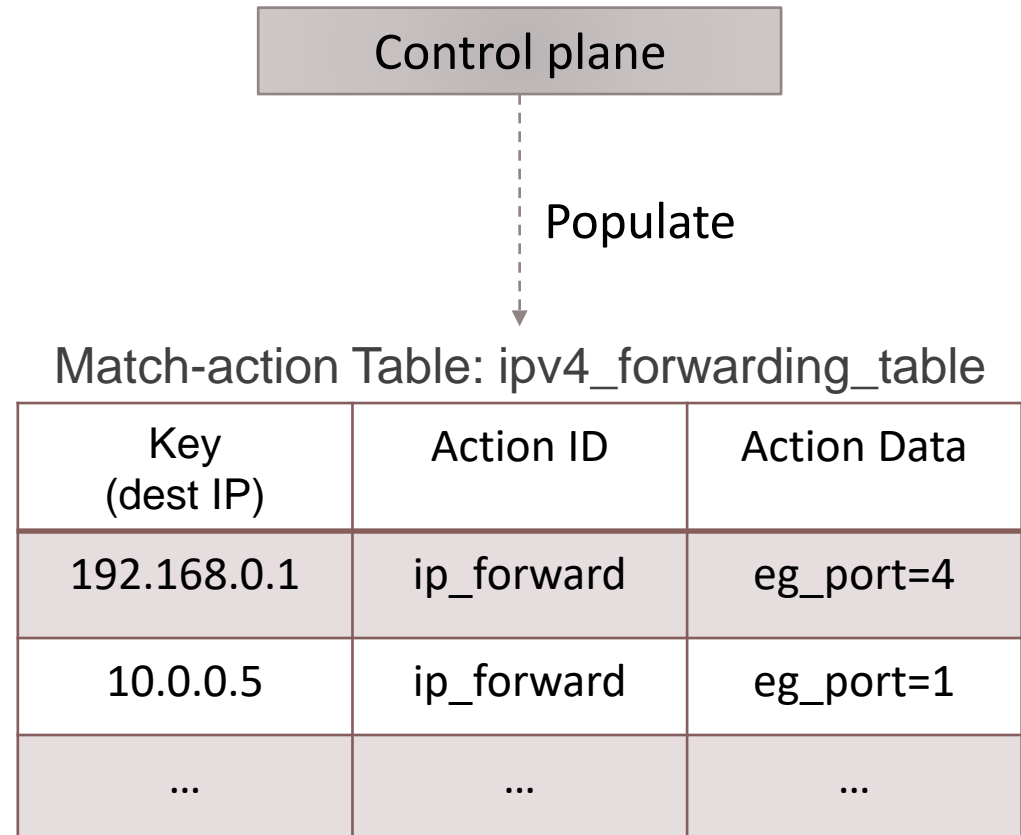 Control plane
Populate
Match-action Table: ipv4_forwarding_table
Key
(dest IP)
Action ID
Action Data
192.168.0.1
ip_forward
eg_port=4
10.0.0.5
ip_forward
eg_port=1
...
...
...